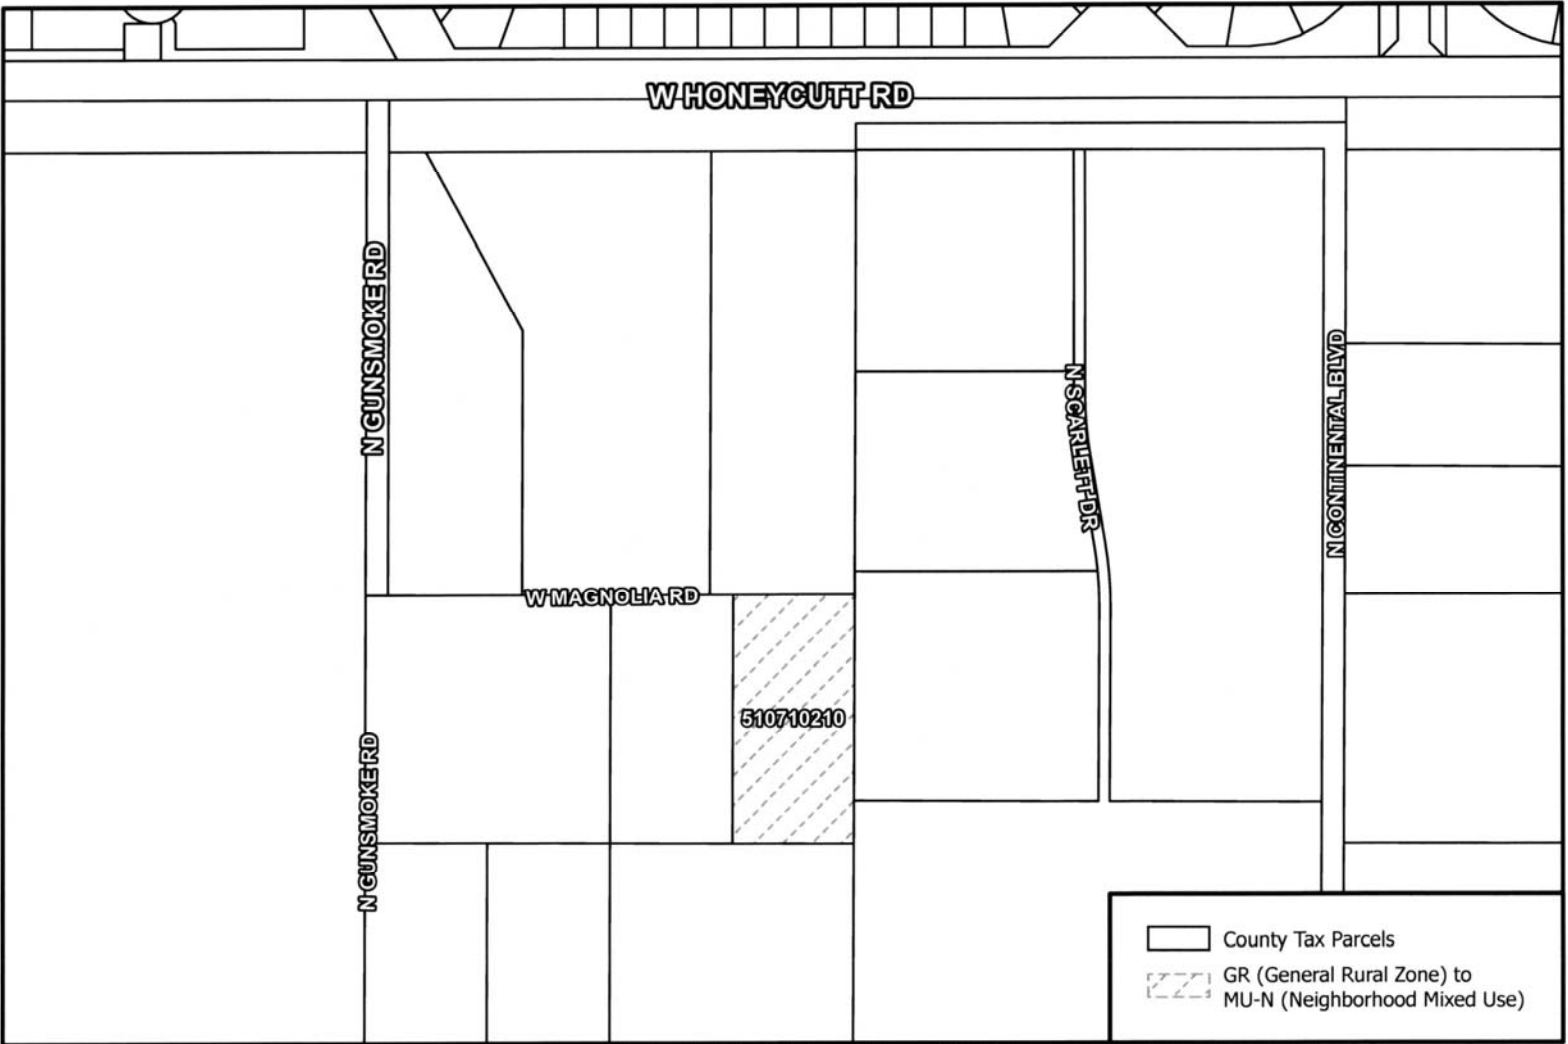 W HONEYCUTT RD
N GUNSMOKE RD
N CONTINENTAL BLVD
N SCARLETT DR
W MAGNOLIA RD
510710210
N GUNSMOKE RD
County Tax Parcels
GR (General Rural Zone) to
MU-N (Neighborhood Mixed Use)